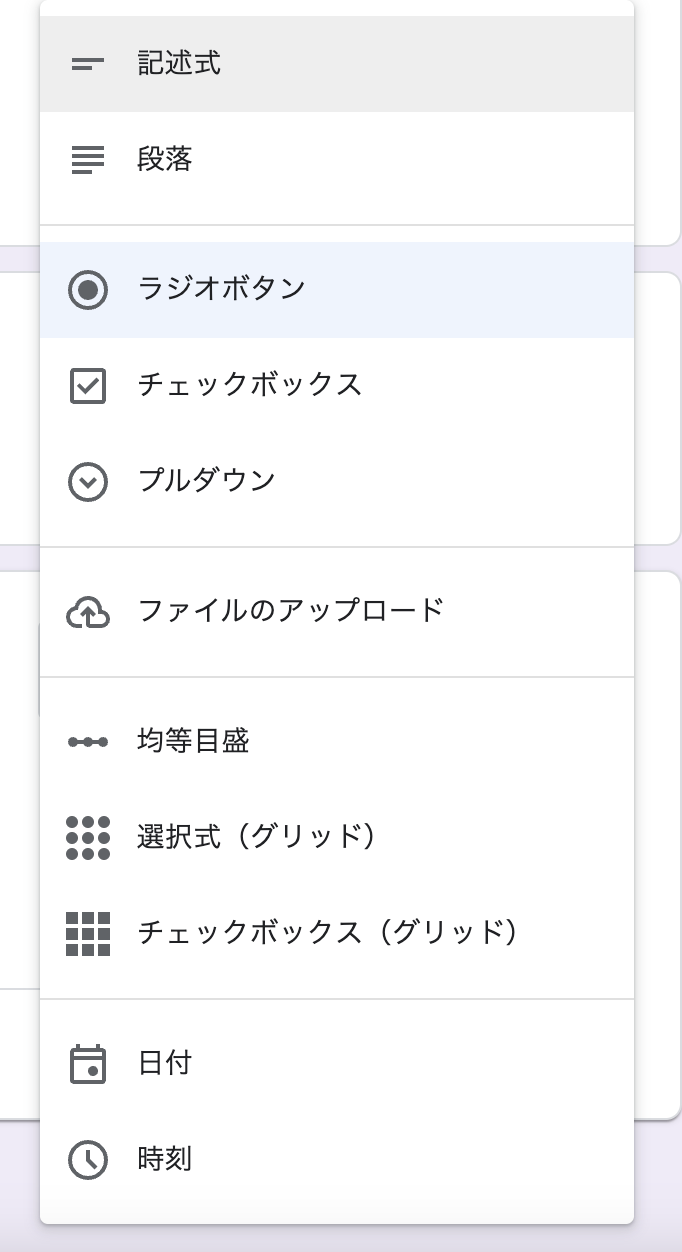 記述式
段落
ラジオボタン
チェックボックス
プルダウン
ファイルのアップロード
均等目盛
選択式（グリッド）
チェックボックス（グリッド）
日付
時刻